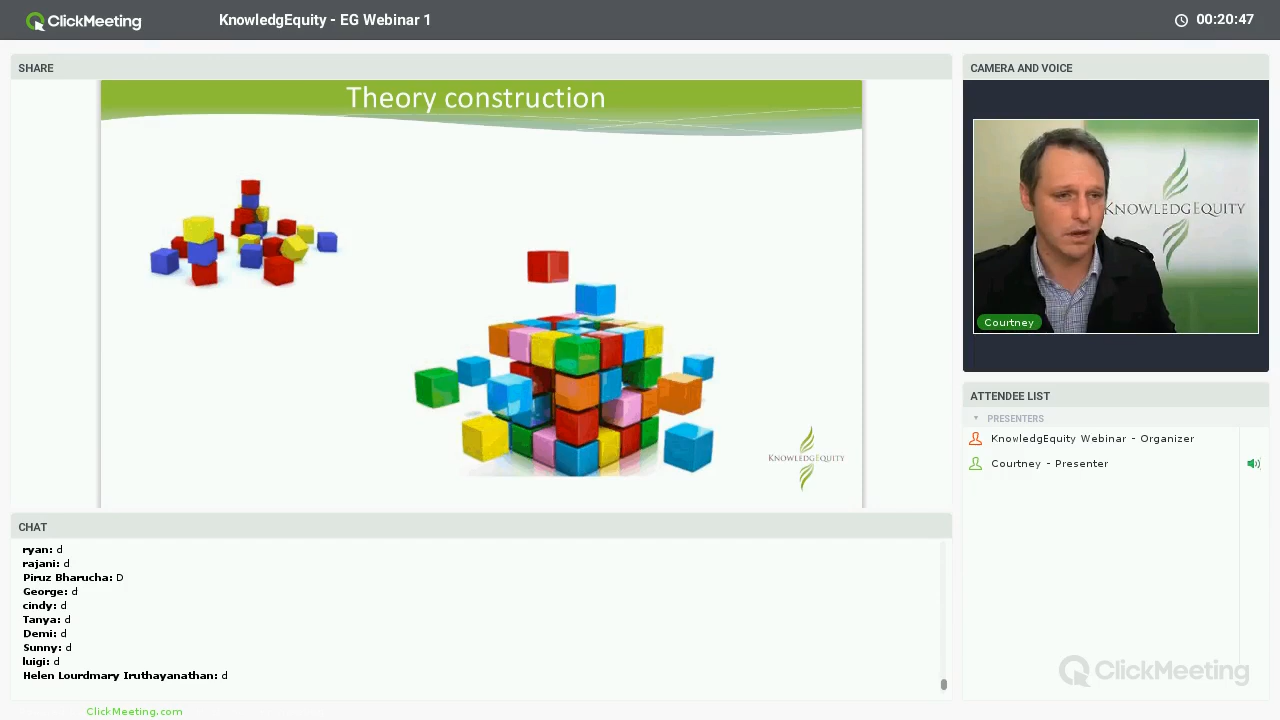 ClickMeeting
KnowledgEquity - EG Webinar 1
00:20:47
SHARE
Theory construction
KNOWLEDGEQUITY
CHAT
ryan: d
rajani: d
Piruz Bharucha: D
George: d
cindy: d
Tanya: d
Demi: d
Sunny: d
luigi: d
Helen Lourdmary Iruthayanathan: d
ClickMeeting.com
CAMERA AND VOICE
KNOWLEDGEQUITY
Courtney
ATTENDEE LIST
PRESENTERS
KnowledgEquity Webinar - Organizer
Courtney - Presenter
ClickMeeting